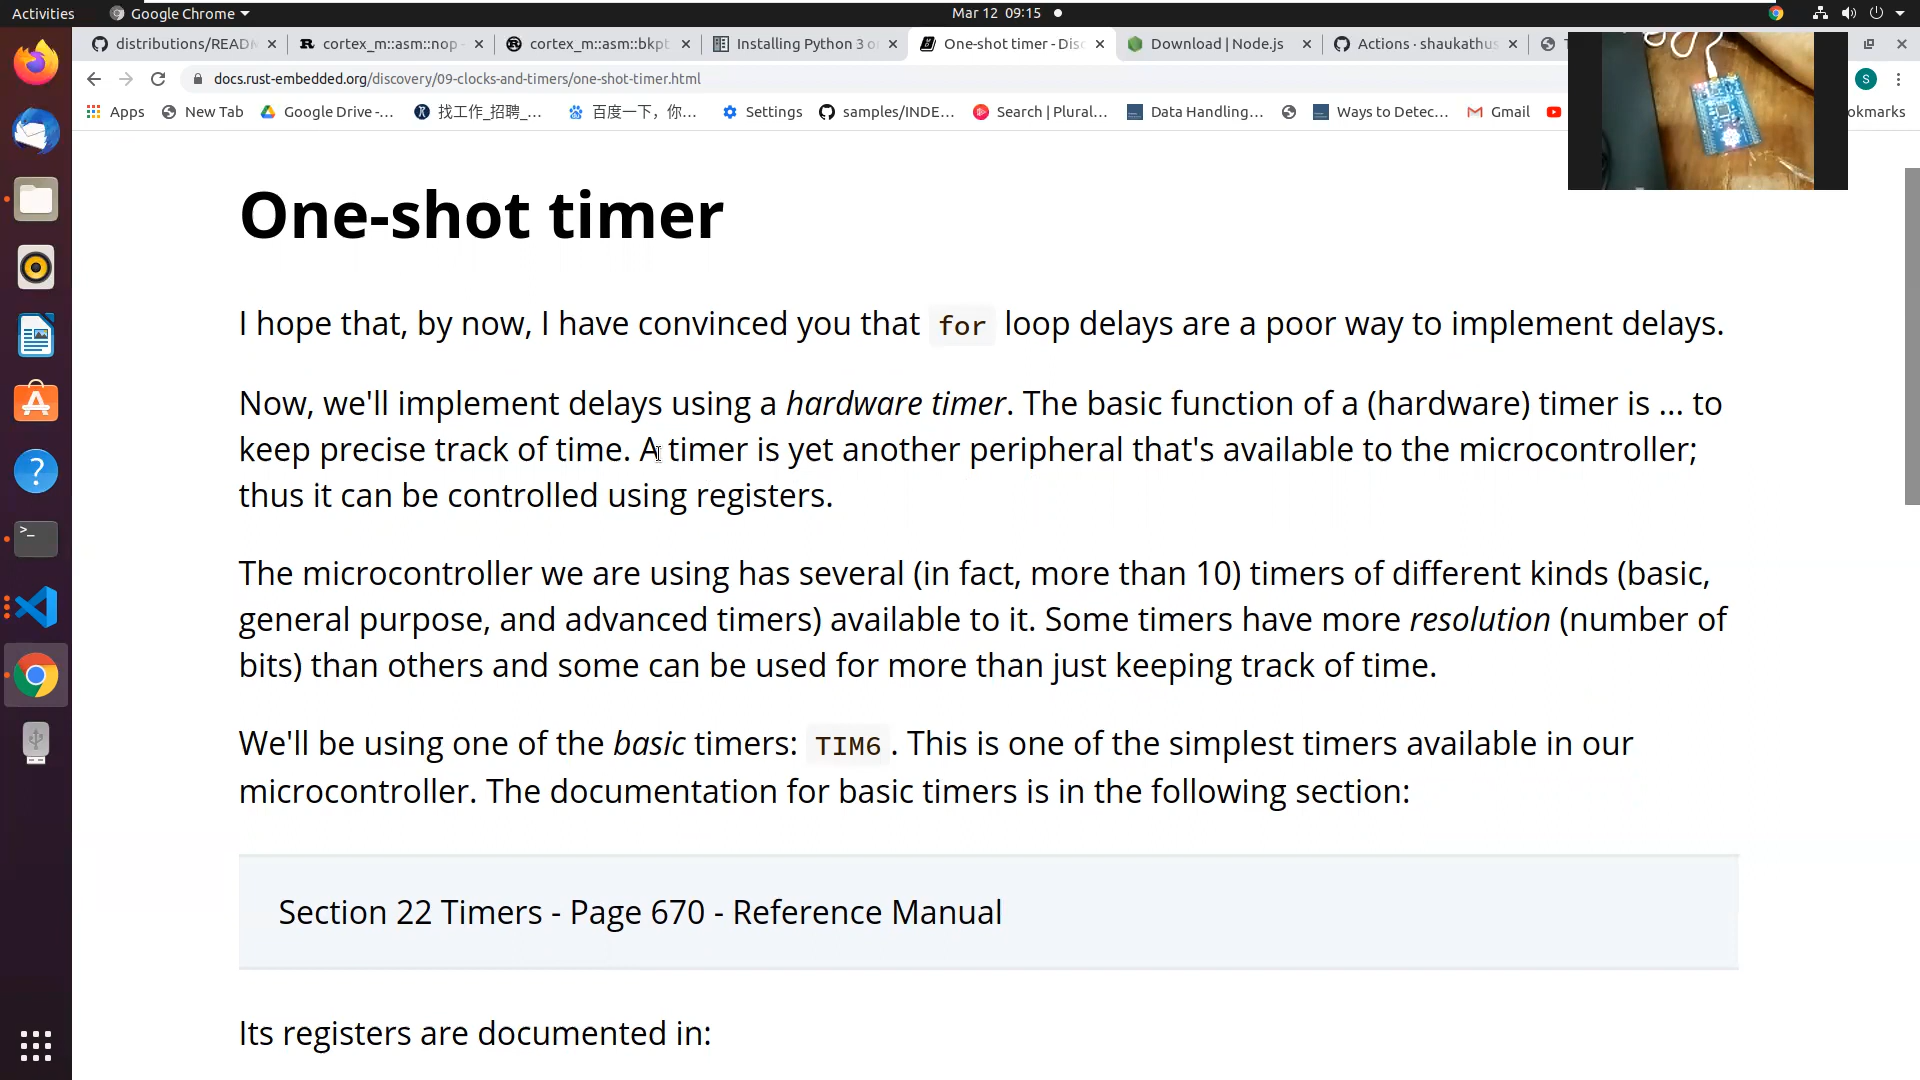 Activities Google Chrome Mar 12 09:15
distributions/READM cortex_m::asm::nop - cortex_m::asm::bkpt Installing Python 3 or One-shot timer - Disc Download | Node.js Actions · shaukathus
docs.rust-embedded.org/discovery/09-clocks-and-timers/one-shot-timer.html S
Apps New Tab Google Drive -... 找工作_招聘_... 百度一下，你... Settings samples/INDE... Search | Plural... Data Handling... Ways to Detec... Gmail okmarks
One-shot timer
I hope that, by now, I have convinced you that for loop delays are a poor way to implement delays.
Now, we'll implement delays using a hardware timer. The basic function of a (hardware) timer is ... to
keep precise track of time. A timer is yet another peripheral that's available to the microcontroller;
thus it can be controlled using registers.
The microcontroller we are using has several (in fact, more than 10) timers of different kinds (basic,
general purpose, and advanced timers) available to it. Some timers have more resolution (number of
bits) than others and some can be used for more than just keeping track of time.
We'll be using one of the basic timers: TIM6. This is one of the simplest timers available in our
microcontroller. The documentation for basic timers is in the following section:
Section 22 Timers - Page 670 - Reference Manual
Its registers are documented in: